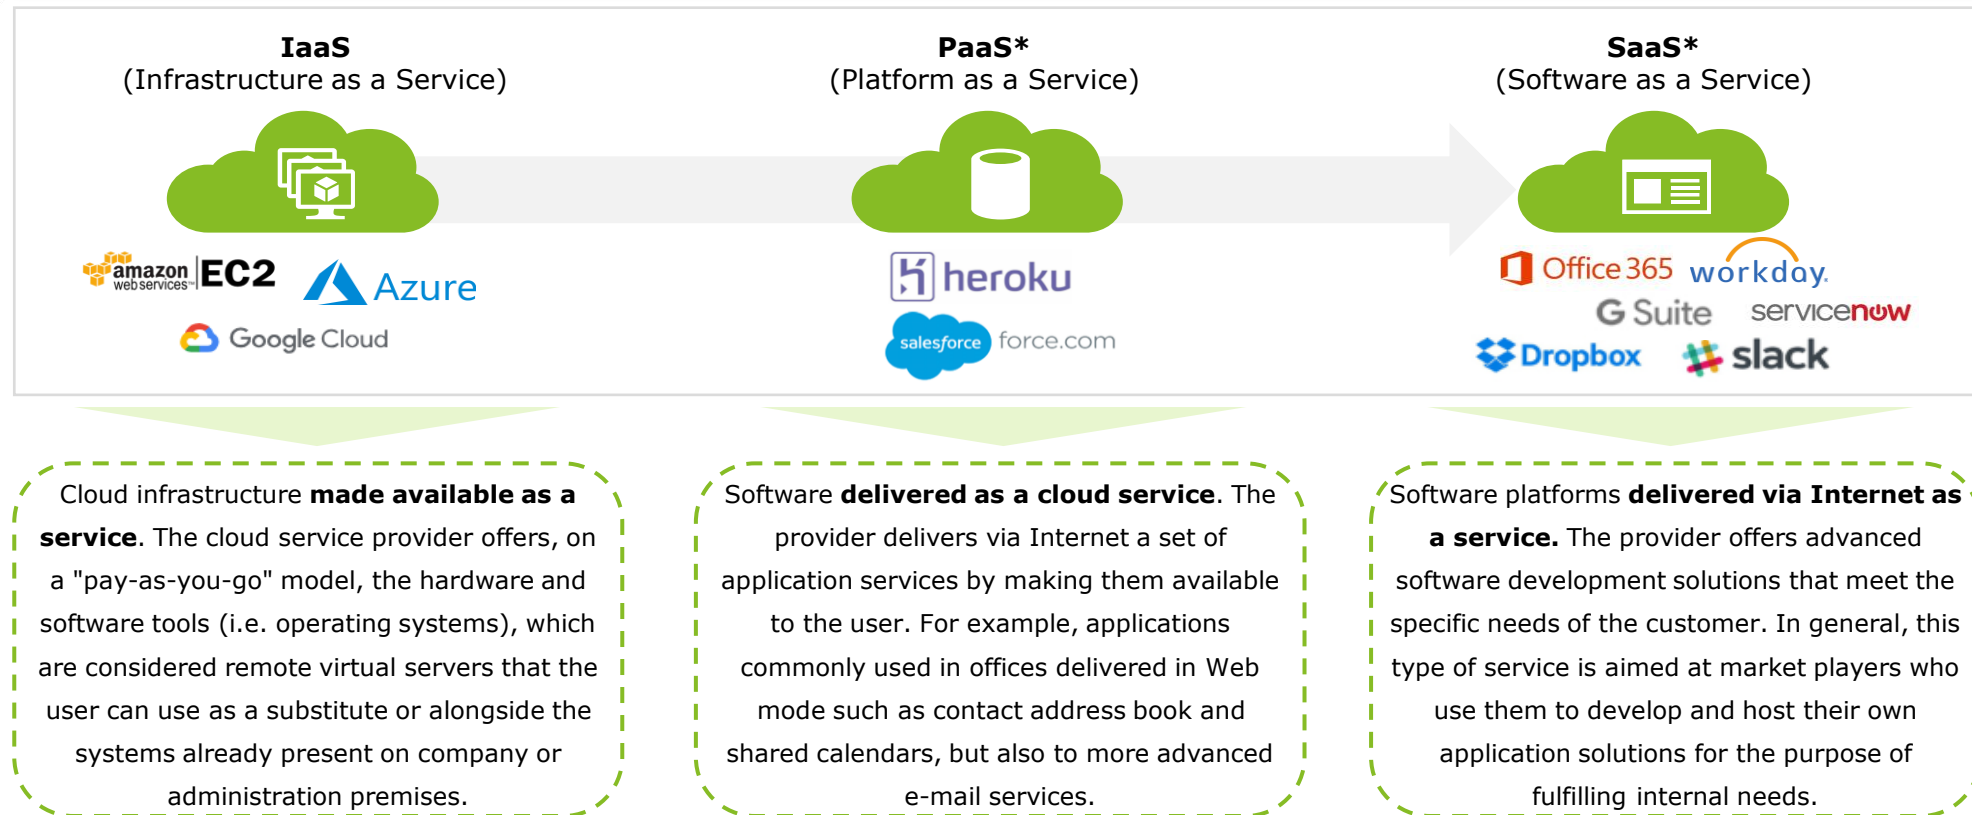 IaaS
(Infrastructure as a Service)
PaaS*
(Platform as a Service)
SaaS*
(Software as a Service)
amazon
web services™
EC2
Azure
Google Cloud
heroku
salesforce
force.com
Office 365
workday.
G Suite
servicenow
Dropbox
slack
Cloud infrastructure made available as a
service. The cloud service provider offers, on
a "pay-as-you-go" model, the hardware and
software tools (i.e. operating systems), which
are considered remote virtual servers that the
user can use as a substitute or alongside the
systems already present on company or
administration premises.
Software delivered as a cloud service. The
provider delivers via Internet a set of
application services by making them available
to the user. For example, applications
commonly used in offices delivered in Web
mode such as contact address book and
shared calendars, but also to more advanced
e-mail services.
Software platforms delivered via Internet as
a service. The provider offers advanced
software development solutions that meet the
specific needs of the customer. In general, this
type of service is aimed at market players who
use them to develop and host their own
application solutions for the purpose of
fulfilling internal needs.